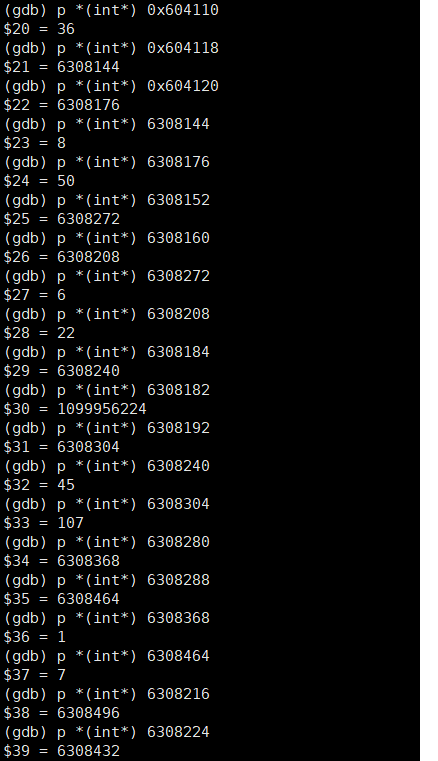 (gdb) p *(int*) 0x604110
$20 = 36
(gdb) p *(int*) 0x604118
$21 = 6308144
(gdb) p *(int*) 0x604120
$22 = 6308176
(gdb) p *(int*) 6308144
$23 = 8
(gdb) p *(int*) 6308176
$24 = 50
(gdb) p *(int*) 6308152
$25 = 6308272
(gdb) p *(int*) 6308160
$26 = 6308208
(gdb) p *(int*) 6308272
$27 = 6
(gdb) p *(int*) 6308208
$28 = 22
(gdb) p *(int*) 6308184
$29 = 6308240
(gdb) p *(int*) 6308182
$30 = 1099956224
(gdb) p *(int*) 6308192
$31 = 6308304
(gdb) p *(int*) 6308240
$32 = 45
(gdb) p *(int*) 6308304
$33 = 107
(gdb) p *(int*) 6308280
$34 = 6308368
(gdb) p *(int*) 6308288
$35 = 6308464
(gdb) p *(int*) 6308368
$36 = 1
(gdb) p *(int*) 6308464
$37 = 7
(gdb) p *(int*) 6308216
$38 = 6308496
(gdb) p *(int*) 6308224
$39 = 6308432